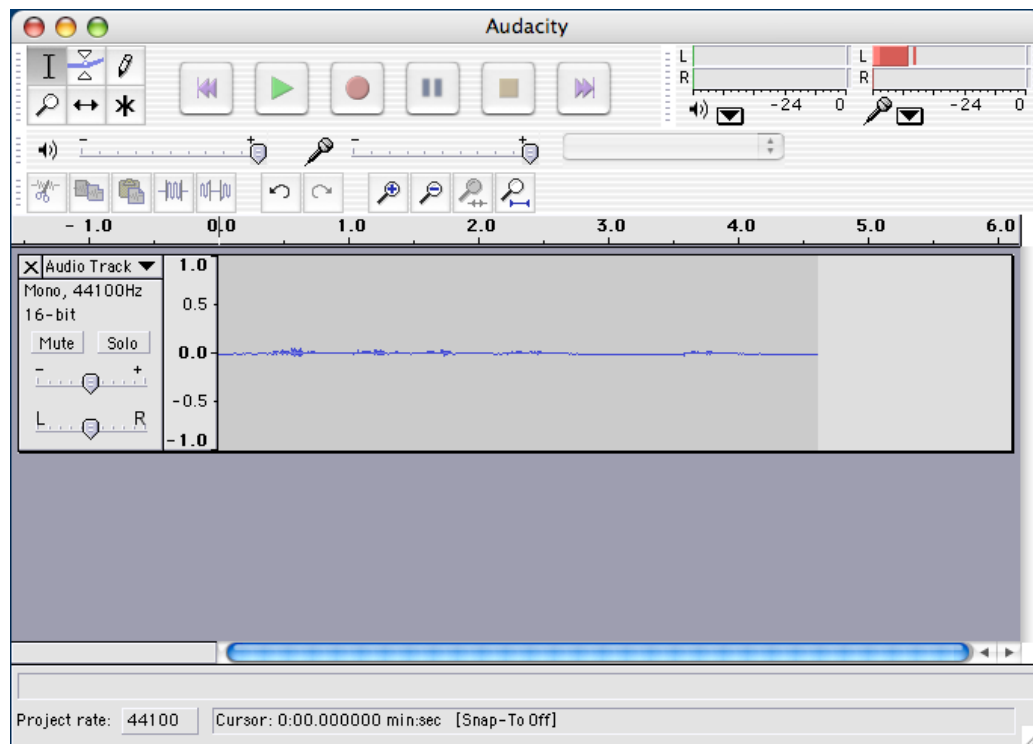 Audacity
L
R
-24 0
L
R
-24 0
- +
- +
- 1.0 0.0 1.0 2.0 3.0 4.0 5.0 6.0
X Audio Track
Mono, 44100Hz
16-bit
Mute Solo
- +
L R
1.0
0.5
0.0
-0.5
-1.0
Project rate: 44100 Cursor: 0:00.000000 min:sec [Snap-To Off]